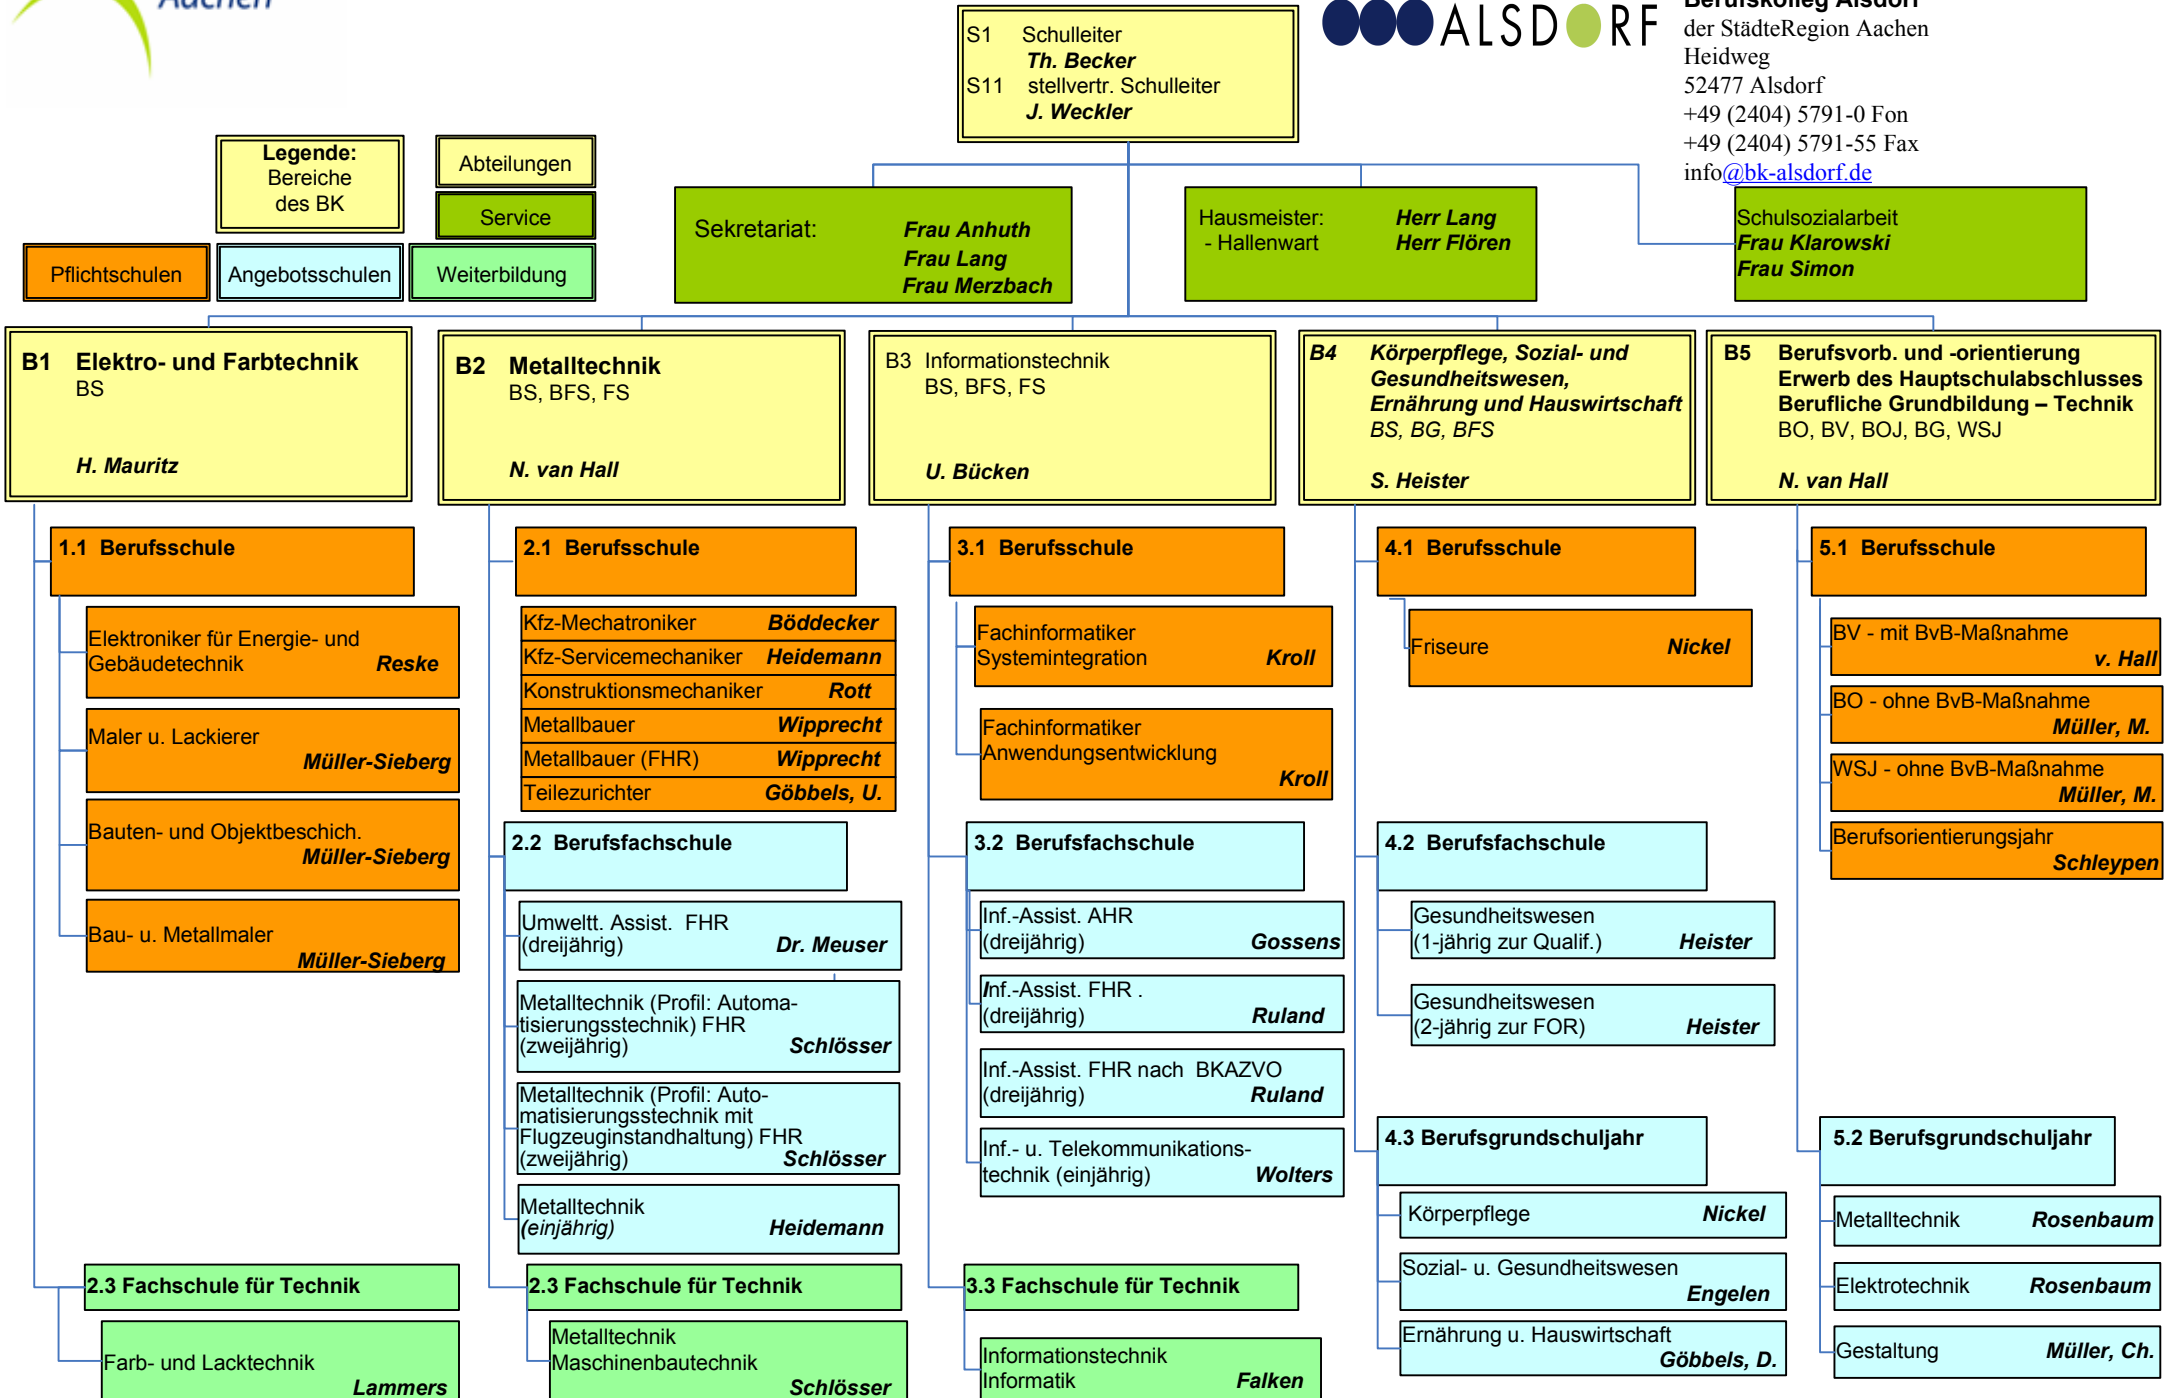 Aachen
S1 Schulleiter
Th. Becker
S11 stellvertr. Schulleiter
J. Weckler
ALSDORF
Berufskolleg Alsdorf
der StädteRegion Aachen
Heidweg
52477 Alsdorf
+49 (2404) 5791-0 Fon
+49 (2404) 5791-55 Fax
info@bk-alsdorf.de
Legende:
Bereiche
des BK
Abteilungen
Service
Pflichtschulen
Angebotsschulen
Weiterbildung
Sekretariat: Frau Anhuth
Frau Lang
Frau Merzbach
Hausmeister: Herr Lang
- Hallenwart Herr Flören
Schulsozialarbeit
Frau Klarowski
Frau Simon
B1 Elektro- und Farbtechnik
BS
H. Mauritz
B2 Metalltechnik
BS, BFS, FS
N. van Hall
B3 Informationstechnik
BS, BFS, FS
U. Bücken
B4 Körperpflege, Sozial- und
Gesundheitswesen,
Ernährung und Hauswirtschaft
BS, BG, BFS
S. Heister
B5 Berufsvorb. und -orientierung
Erwerb des Hauptschulabschlusses
Berufliche Grundbildung – Technik
BO, BV, BOJ, BG, WSJ
N. van Hall
1.1 Berufsschule
Elektroniker für Energie- und
Gebäudetechnik Reske
Maler u. Lackierer
Müller-Sieberg
Bauten- und Objektbeschich.
Müller-Sieberg
Bau- u. Metallmaler
Müller-Sieberg
2.3 Fachschule für Technik
Farb- und Lacktechnik
Lammers
2.1 Berufsschule
Kfz-Mechatroniker Böddecker
Kfz-Servicemechaniker Heidemann
Konstruktionsmechaniker Rott
Metallbauer Wipprecht
Metallbauer (FHR) Wipprecht
Teilezurichter Göbbels, U.
2.2 Berufsfachschule
Umweltt. Assist. FHR
(dreijährig) Dr. Meuser
Metalltechnik (Profil: Automa-
tisierungsstechnik) FHR
(zweijährig) Schlösser
Metalltechnik (Profil: Auto-
matisierungsstechnik mit
Flugzeuginstandhaltung) FHR
(zweijährig) Schlösser
Metalltechnik
(einjährig) Heidemann
2.3 Fachschule für Technik
Metalltechnik
Maschinenbautechnik
Schlösser
3.1 Berufsschule
Fachinformatiker
Systemintegration Kroll
Fachinformatiker
Anwendungsentwicklung
Kroll
3.2 Berufsfachschule
Inf.-Assist. AHR
(dreijährig) Gossens
Inf.-Assist. FHR .
(dreijährig) Ruland
Inf.-Assist. FHR nach BKAZVO
(dreijährig) Ruland
Inf.- u. Telekommunikations-
technik (einjährig) Wolters
3.3 Fachschule für Technik
Informationstechnik
Informatik Falken
4.1 Berufsschule
Friseure Nickel
4.2 Berufsfachschule
Gesundheitswesen
(1-jährig zur Qualif.) Heister
Gesundheitswesen
(2-jährig zur FOR) Heister
4.3 Berufsgrundschuljahr
Körperpflege Nickel
Sozial- u. Gesundheitswesen
Engelen
Ernährung u. Hauswirtschaft
Göbbels, D.
5.1 Berufsschule
BV - mit BvB-Maßnahme
v. Hall
BO - ohne BvB-Maßnahme
Müller, M.
WSJ - ohne BvB-Maßnahme
Müller, M.
Berufsorientierungsjahr
Schleypen
5.2 Berufsgrundschuljahr
Metalltechnik Rosenbaum
Elektrotechnik Rosenbaum
Gestaltung Müller, Ch.